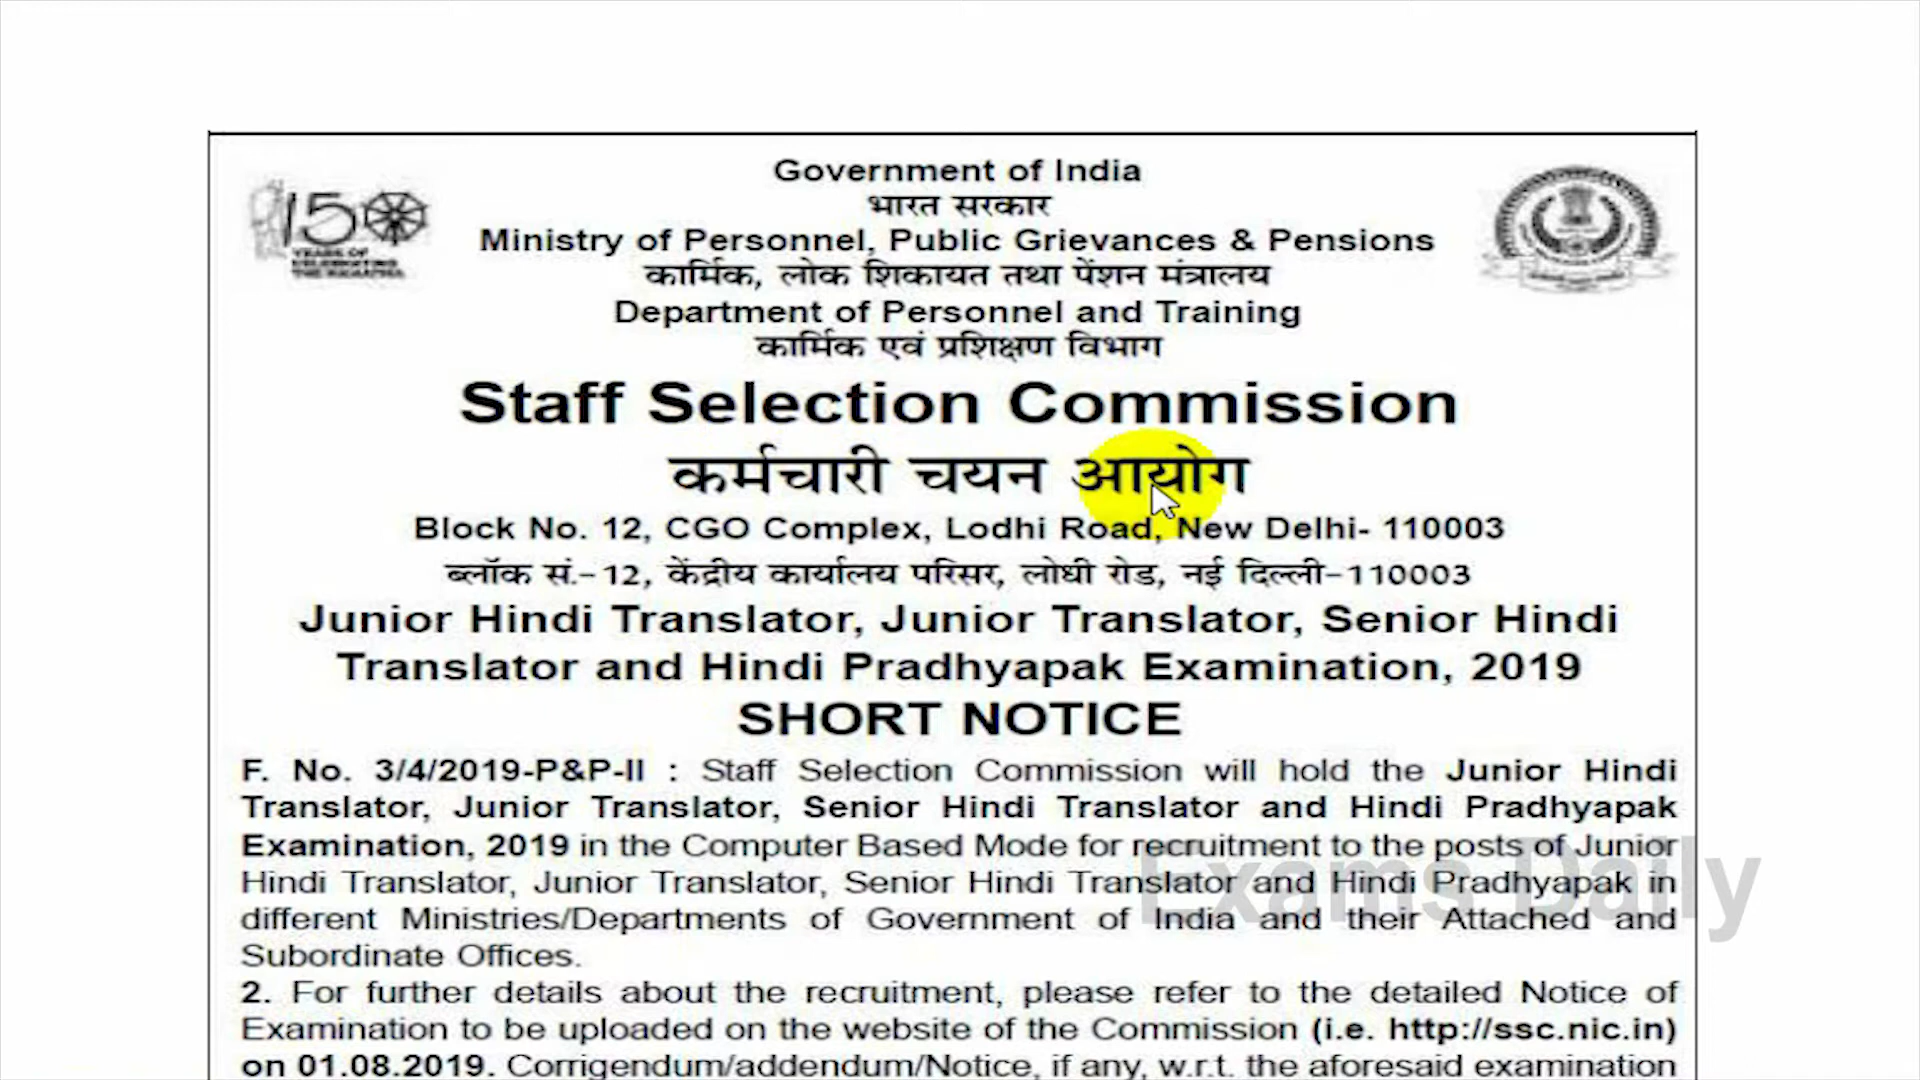 Government of India
भारत सरकार
Ministry of Personnel, Public Grievances & Pensions
कार्मिक, लोक शिकायत तथा पेंशन मंत्रालय
Department of Personnel and Training
कार्मिक एवं प्रशिक्षण विभाग
150
YEARS OF
CELEBRATING
THE MAHATMA
Staff Selection Commission
कर्मचारी चयन आयोग
Block No. 12, CGO Complex, Lodhi Road, New Delhi- 110003
ब्लॉक सं.-12, केंद्रीय कार्यालय परिसर, लोधी रोड, नई दिल्ली-110003
Junior Hindi Translator, Junior Translator, Senior Hindi
Translator and Hindi Pradhyapak Examination, 2019
SHORT NOTICE
F. No. 3/4/2019-P&P-II : Staff Selection Commission will hold the Junior Hindi
Translator, Junior Translator, Senior Hindi Translator and Hindi Pradhyapak
Examination, 2019 in the Computer Based Mode for recruitment to the posts of Junior
Hindi Translator, Junior Translator, Senior Hindi Translator and Hindi Pradhyapak in
different Ministries/Departments of Government of India and their Attached and
Subordinate Offices.
2. For further details about the recruitment, please refer to the detailed Notice of
Examination to be uploaded on the website of the Commission (i.e. http://ssc.nic.in)
on 01.08.2019. Corrigendum/addendum/Notice, if any, w.r.t. the aforesaid examination
Exams Daily